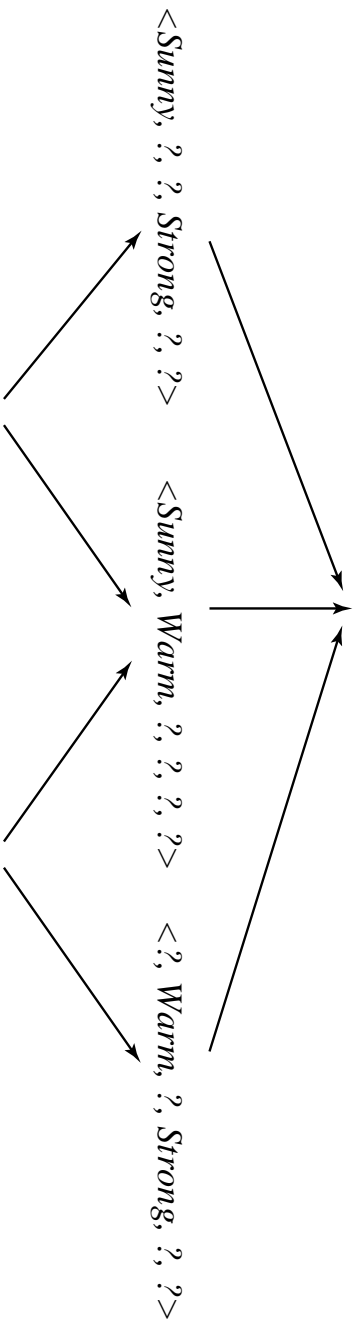 <Sunny, ?, ?, Strong, ?, ?> <Sunny, Warm, ?, ?, ?, ?> <?, Warm, ?, Strong, ?, ?>